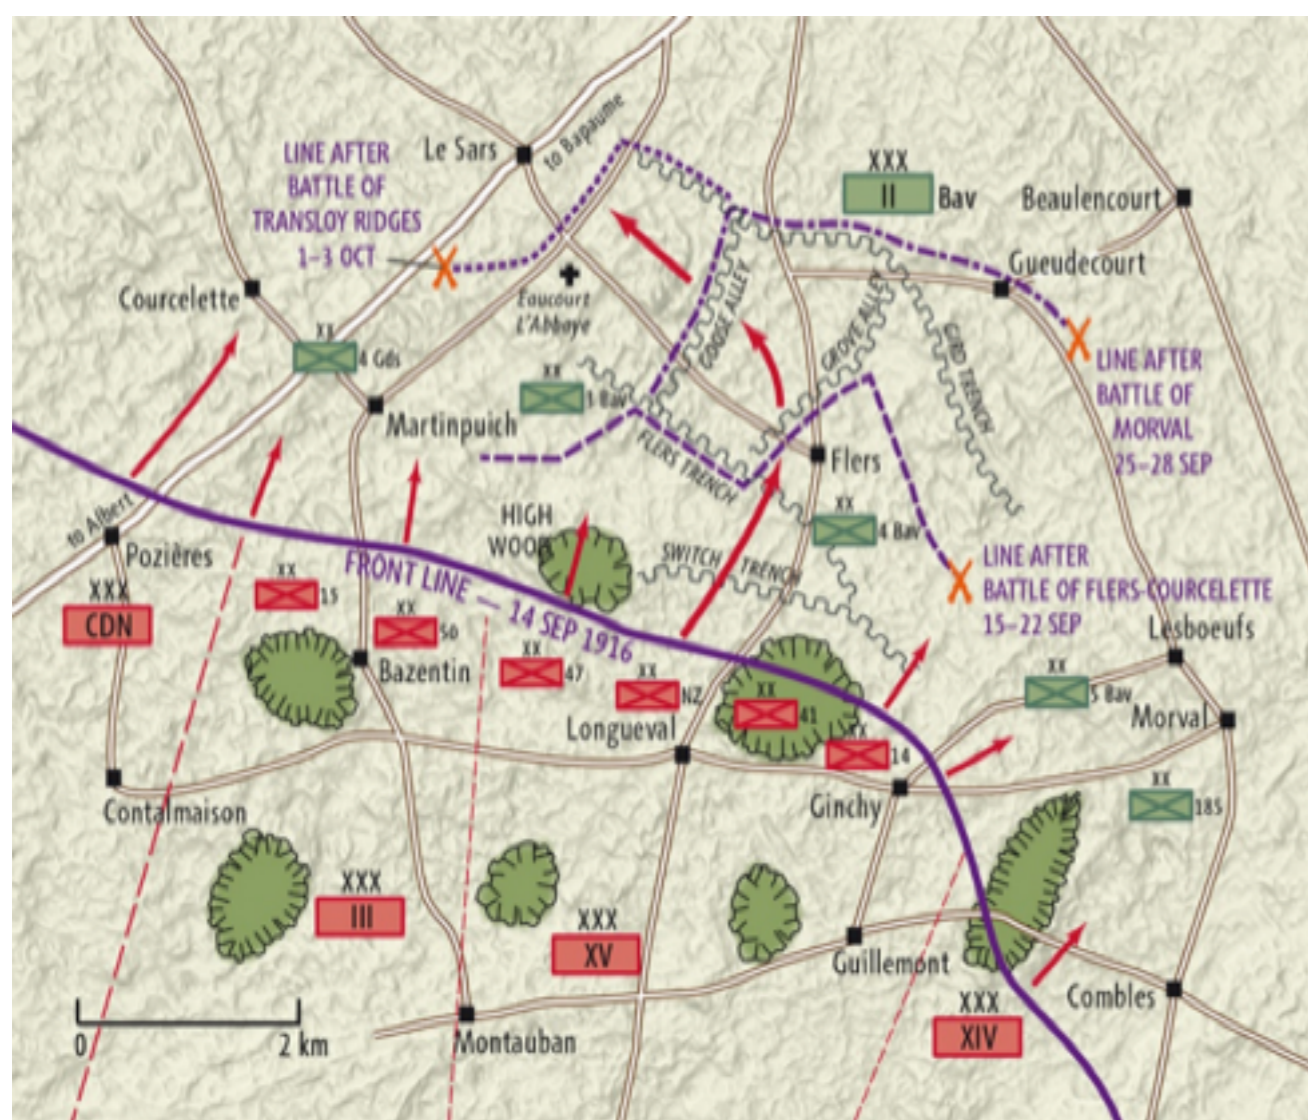 to Bapaume
Le Sars
LINE AFTER
BATTLE OF
TRANSLOY RIDGES
1–3 OCT
XXX
II
Bav
Beaulencourt
Gueudecourt
Courcelette
Eaucourt
L'Abbaye
GOOSE ALLEY
GROVE ALLEY
GIRD TRENCH
XX
4 Gds
XX
3 Bav
LINE AFTER
BATTLE OF
MORVAL
25–28 SEP
Martinpuich
FLERS TRENCH
Flers
to Albert
Pozières
HIGH
WOOD
XX
4 Bav
SWITCH TRENCH
LINE AFTER
BATTLE OF FLERS-COURCELETTE
15–22 SEP
FRONT LINE — 14 SEP 1916
XXX
CDN
XX
15
XX
50
Lesboeufs
Bazentin
XX
47
XX
NZ
XX
41
XX
5 Bav
Morval
Longueval
XX
14
Contalmaison
Ginchy
XX
185
XXX
III
XXX
XV
Guillemont
XXX
XIV
Combles
0
2 km
Montauban